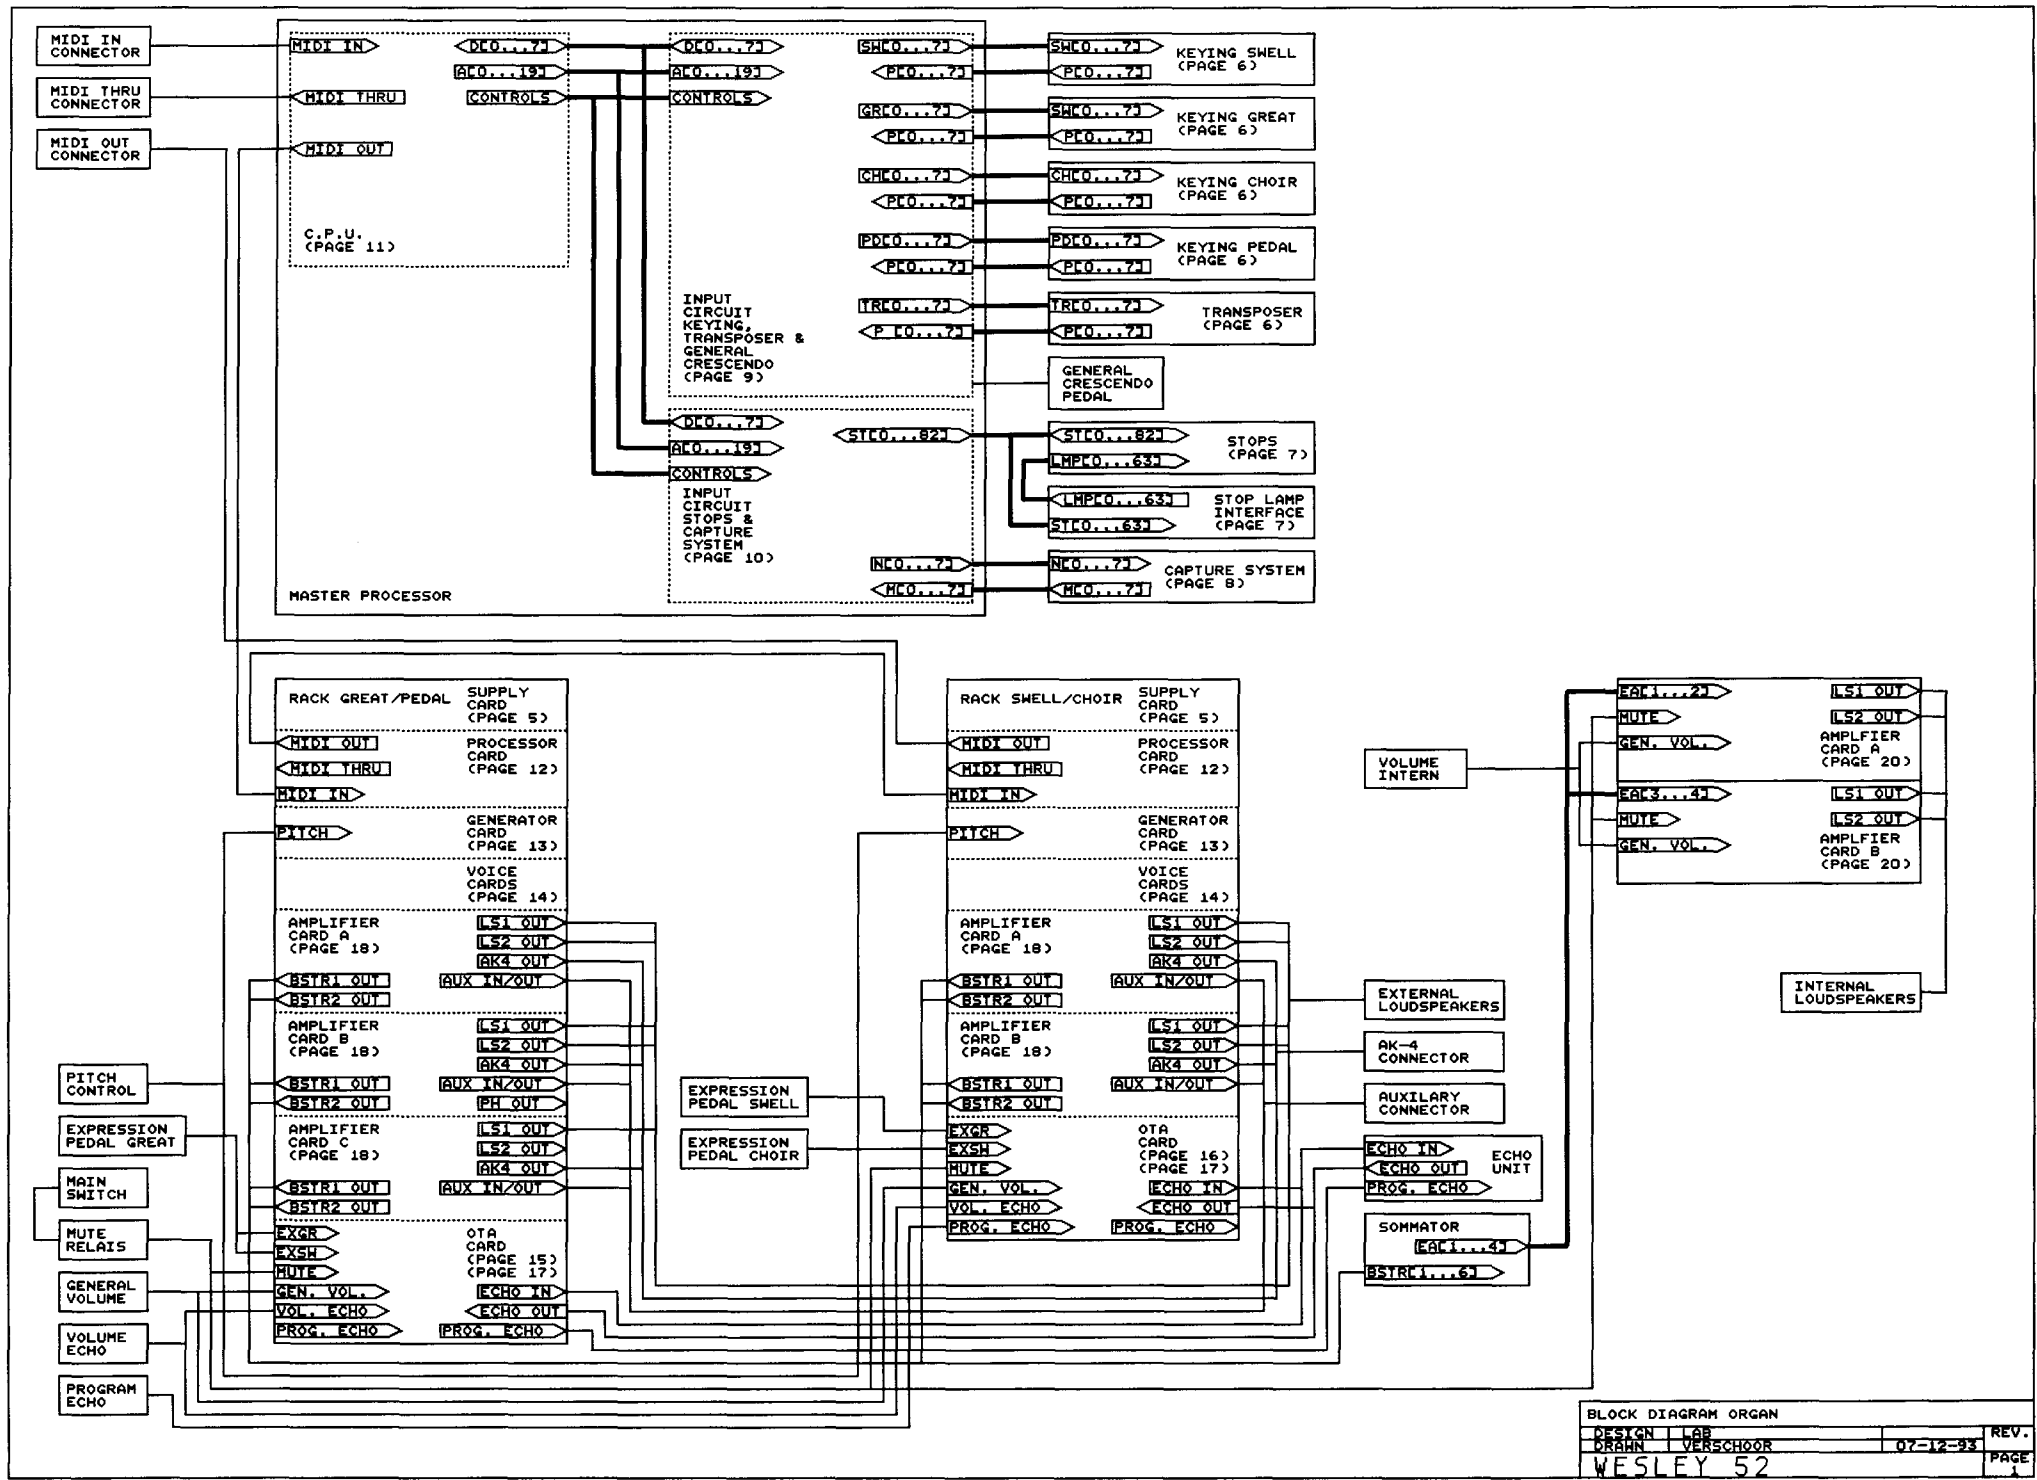 MIDI IN
CONNECTOR
MIDI THRU
CONNECTOR
MIDI OUT
CONNECTOR
MIDI IN
MIDI THRU
MIDI OUT
D[0...7]
A[0...19]
CONTROLS
C.P.U.
(PAGE 11)
MASTER PROCESSOR
D[0...7]
A[0...19]
CONTROLS
SW[0...7]
P[0...7]
GR[0...7]
P[0...7]
CH[0...7]
P[0...7]
PD[0...7]
P[0...7]
TR[0...7]
P [0...7]
INPUT
CIRCUIT
KEYING,
TRANSPOSER &
GENERAL
CRESCENDO
(PAGE 9)
D[0...7]
A[0...19]
CONTROLS
ST[0...82]
INPUT
CIRCUIT
STOPS &
CAPTURE
SYSTEM
(PAGE 10)
N[0...7]
M[0...7]
SW[0...7]
P[0...7]
KEYING SWELL
(PAGE 6)
SW[0...7]
P[0...7]
KEYING GREAT
(PAGE 6)
CH[0...7]
P[0...7]
KEYING CHOIR
(PAGE 6)
PD[0...7]
P[0...7]
KEYING PEDAL
(PAGE 6)
TR[0...7]
P[0...7]
TRANSPOSER
(PAGE 6)
GENERAL
CRESCENDO
PEDAL
ST[0...82]
LMP[0...63]
STOPS
(PAGE 7)
LMP[0...63]
ST[0...63]
STOP LAMP
INTERFACE
(PAGE 7)
N[0...7]
M[0...7]
CAPTURE SYSTEM
(PAGE 8)
RACK GREAT/PEDAL
SUPPLY
CARD
(PAGE 5)
MIDI OUT
MIDI THRU
MIDI IN
PROCESSOR
CARD
(PAGE 12)
PITCH
GENERATOR
CARD
(PAGE 13)
VOICE
CARDS
(PAGE 14)
AMPLIFIER
CARD A
(PAGE 18)
LS1 OUT
LS2 OUT
AK4 OUT
BSTR1 OUT
AUX IN/OUT
BSTR2 OUT
AMPLIFIER
CARD B
(PAGE 18)
LS1 OUT
LS2 OUT
AK4 OUT
BSTR1 OUT
AUX IN/OUT
BSTR2 OUT
PH OUT
AMPLIFIER
CARD C
(PAGE 18)
LS1 OUT
LS2 OUT
AK4 OUT
BSTR1 OUT
AUX IN/OUT
BSTR2 OUT
EXGR
EXSW
MUTE
GEN. VOL.
VOL. ECHO
PROG. ECHO
OTA
CARD
(PAGE 15)
(PAGE 17)
ECHO IN
ECHO OUT
PROG. ECHO
PITCH
CONTROL
EXPRESSION
PEDAL GREAT
MAIN
SWITCH
MUTE
RELAIS
GENERAL
VOLUME
VOLUME
ECHO
PROGRAM
ECHO
EXPRESSION
PEDAL SWELL
EXPRESSION
PEDAL CHOIR
RACK SWELL/CHOIR
SUPPLY
CARD
(PAGE 5)
MIDI OUT
MIDI THRU
MIDI IN
PROCESSOR
CARD
(PAGE 12)
PITCH
GENERATOR
CARD
(PAGE 13)
VOICE
CARDS
(PAGE 14)
AMPLIFIER
CARD A
(PAGE 18)
LS1 OUT
LS2 OUT
AK4 OUT
BSTR1 OUT
AUX IN/OUT
BSTR2 OUT
AMPLIFIER
CARD B
(PAGE 18)
LS1 OUT
LS2 OUT
AK4 OUT
BSTR1 OUT
AUX IN/OUT
BSTR2 OUT
EXGR
EXSW
MUTE
GEN. VOL.
VOL. ECHO
PROG. ECHO
OTA
CARD
(PAGE 16)
(PAGE 17)
ECHO IN
ECHO OUT
PROG. ECHO
VOLUME
INTERN
EXTERNAL
LOUDSPEAKERS
AK-4
CONNECTOR
AUXILARY
CONNECTOR
ECHO IN
ECHO OUT
PROG. ECHO
ECHO
UNIT
SOMMATOR
EA[1...4]
BSTR[1...6]
EA[1...2]
MUTE
GEN. VOL.
LS1 OUT
LS2 OUT
AMPLFIER
CARD A
(PAGE 20)
EA[3...4]
MUTE
GEN. VOL.
LS1 OUT
LS2 OUT
AMPLFIER
CARD B
(PAGE 20)
INTERNAL
LOUDSPEAKERS
BLOCK DIAGRAM ORGAN
DESIGN LAB REV.
DRAWN VERSCHOOR 07-12-93
WESLEY 52 PAGE
1